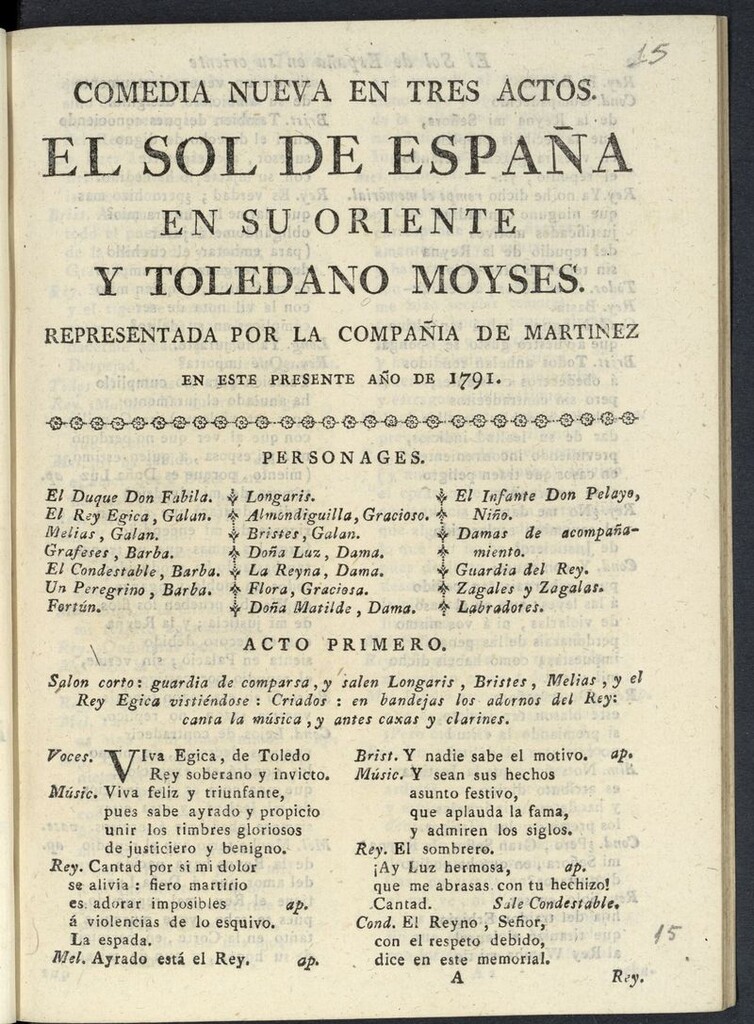 15
COMEDIA NUEVA EN TRES ACTOS.
EL SOL DE ESPAÑA
EN SU ORIENTE
Y TOLEDANO MOYSES.
REPRESENTADA POR LA COMPAÑIA DE MARTINEZ
EN ESTE PRESENTE AÑO DE 1791.
PERSONAGES.
El Duque Don Fabila.
El Rey Egica, Galan.
Melias, Galan.
Grafeses, Barba.
El Condestable, Barba.
Un Peregrino, Barba.
Fortún.
Longaris.
Almondiguilla, Gracioso.
Bristes, Galan.
Doña Luz, Dama.
La Reyna, Dama.
Flora, Graciosa.
Doña Matilde, Dama.
El Infante Don Pelayo,
Niño.
Damas de acompaña-
miento.
Guardia del Rey.
Zagales y Zagalas.
Labradores.
ACTO PRIMERO.
Salon corto: guardia de comparsa, y salen Longaris, Bristes, Melias, y el
Rey Egica vistiéndose: Criados: en bandejas los adornos del Rey:
canta la música, y antes caxas y clarines.
Voces. VIva Egica, de Toledo
Rey soberano y invicto.
Músic. Viva feliz y triunfante,
pues sabe ayrado y propicio
unir los timbres gloriosos
de justiciero y benigno.
Rey. Cantad por si mi dolor
se alivia: fiero martirio
es adorar imposibles ap.
á violencias de lo esquivo.
La espada.
Mel. Ayrado está el Rey. ap.
Brist. Y nadie sabe el motivo. ap.
Músic. Y sean sus hechos
asunto festivo,
que aplauda la fama,
y admiren los siglos.
Rey. El sombrero.
¡Ay Luz hermosa, ap.
que me abrasas con tu hechizo!
Cantad. Sale Condestable.
Cond. El Reyno, Señor,
con el respeto debido,
dice en este memorial.
15
A
Rey.